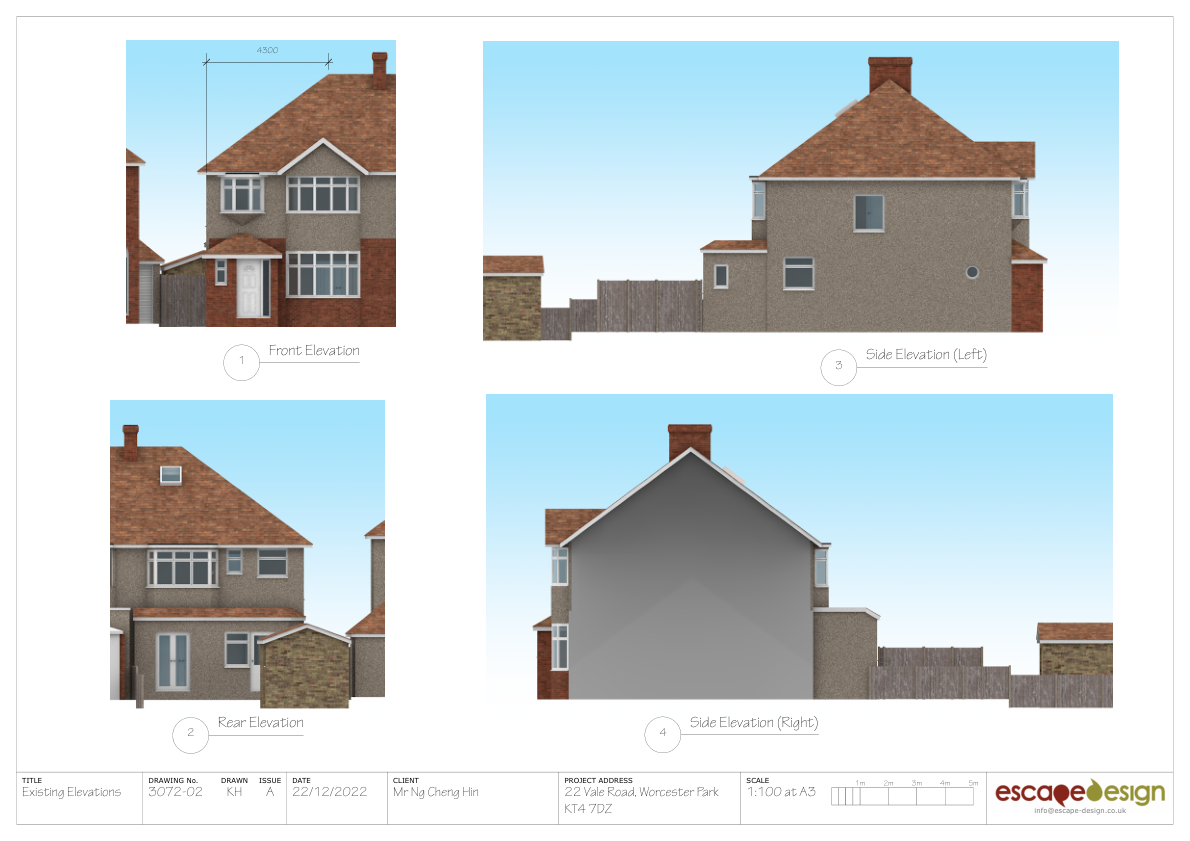 4300
1
Front Elevation
3
Side Elevation (Left)
2
Rear Elevation
4
Side Elevation (Right)
TITLE
Existing Elevations
DRAWING No.
3072-02
DRAWN
KH
ISSUE
A
DATE
22/12/2022
CLIENT
Mr Ng Cheng Hin
PROJECT ADDRESS
22 Vale Road, Worcester Park
KT4 7DZ
SCALE
1:100 at A3
1m 2m 3m 4m 5m
escapedesign
info@escape-design.co.uk